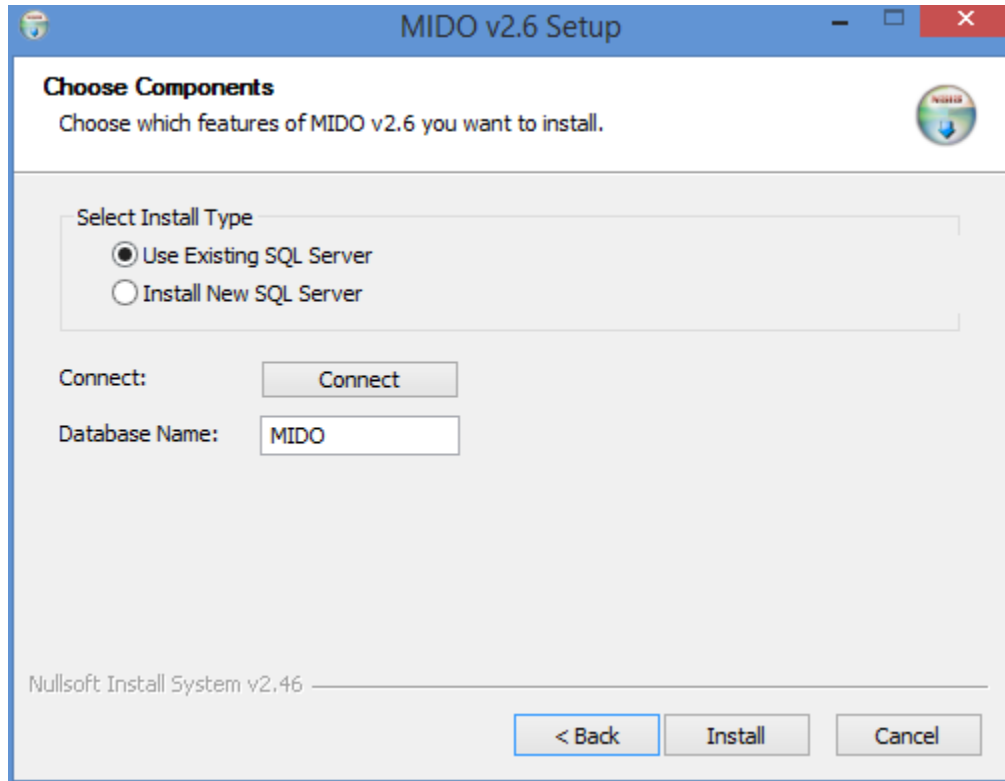 MIDO v2.6 Setup
Choose Components
Choose which features of MIDO v2.6 you want to install.
Select Install Type
Use Existing SQL Server
Install New SQL Server
Connect: Connect
Database Name: MIDO
Nullsoft Install System v2.46
< Back Install Cancel